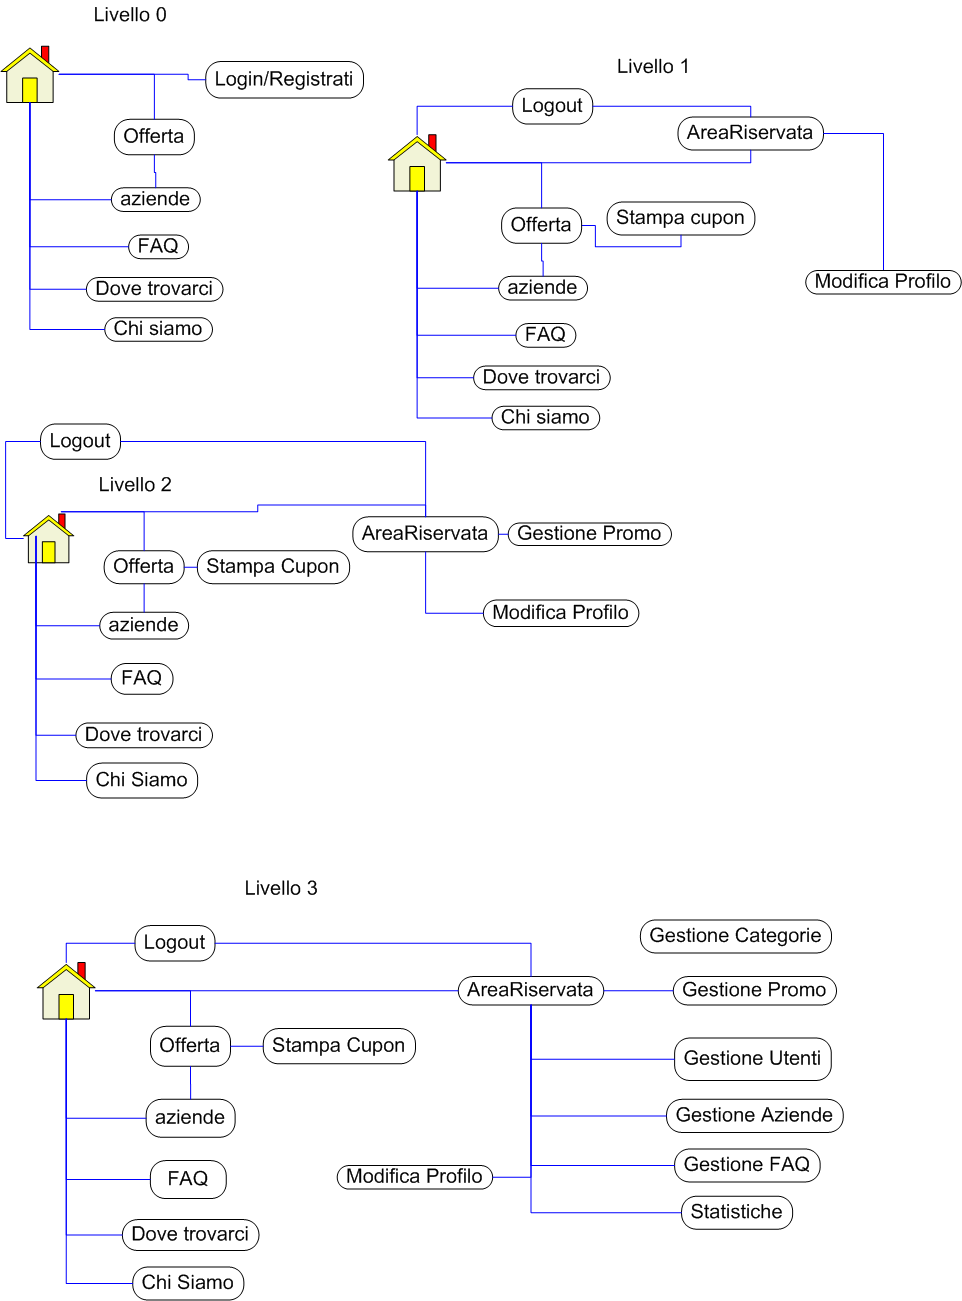 Livello 0
Login/Registrati
Offerta
aziende
FAQ
Dove trovarci
Chi siamo
Livello 1
Logout
AreaRiservata
Offerta
Stampa cupon
aziende
Modifica Profilo
FAQ
Dove trovarci
Chi siamo
Logout
Livello 2
AreaRiservata
Gestione Promo
Offerta
Stampa Cupon
Modifica Profilo
aziende
FAQ
Dove trovarci
Chi Siamo
Livello 3
Logout
Gestione Categorie
AreaRiservata
Gestione Promo
Offerta
Stampa Cupon
Gestione Utenti
aziende
Gestione Aziende
FAQ
Modifica Profilo
Gestione FAQ
Statistiche
Dove trovarci
Chi Siamo